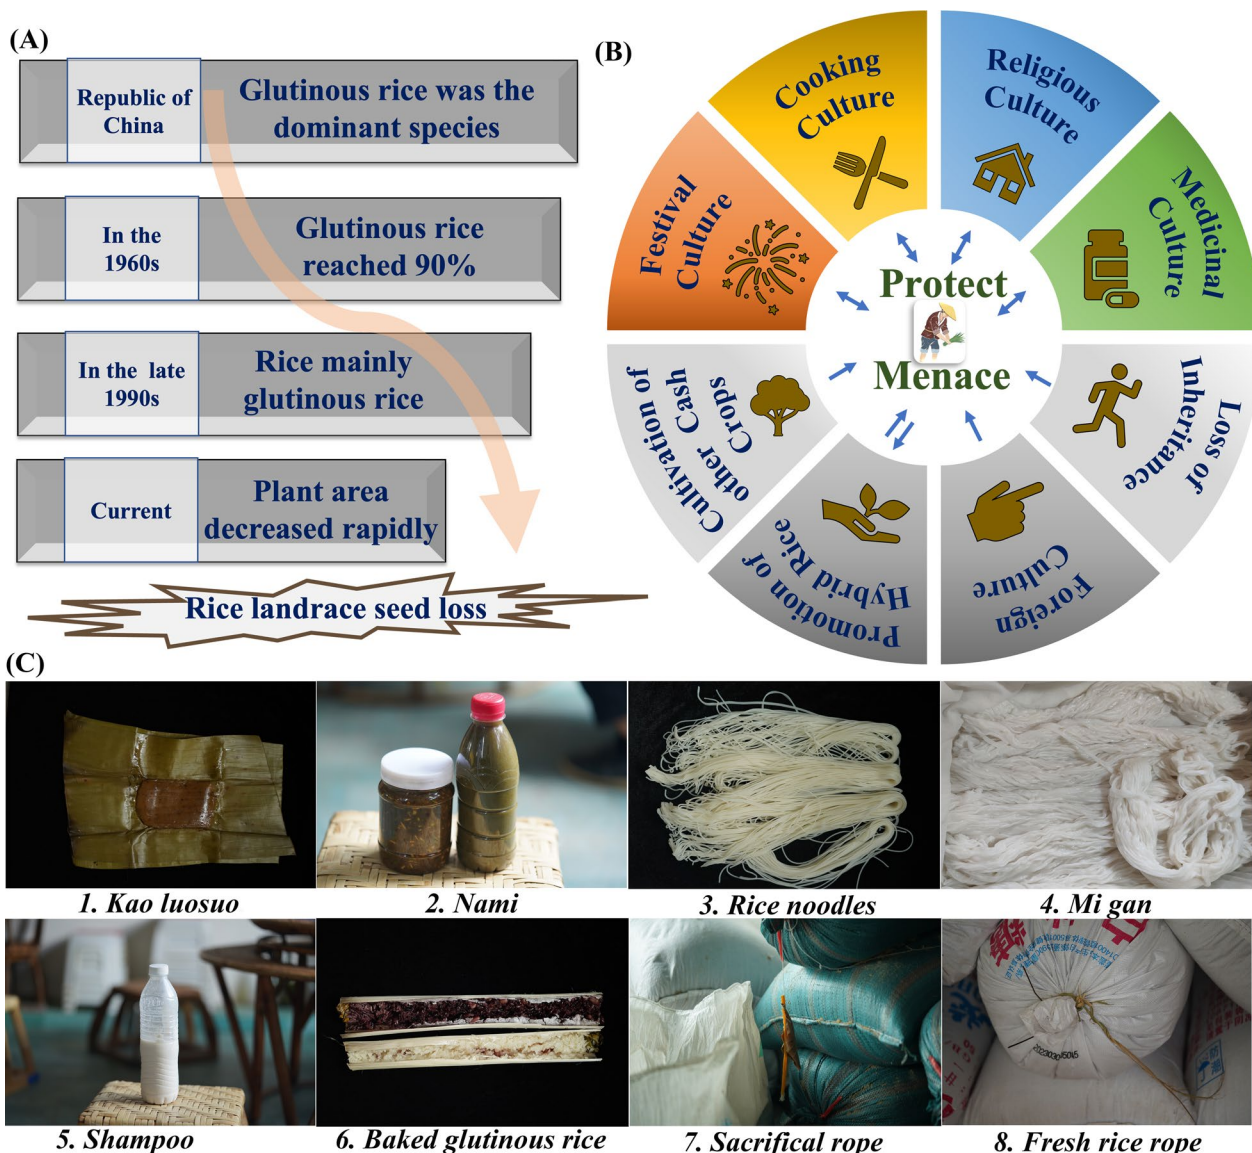 (A)
Republic of
China
Glutinous rice was the
dominant species
In the
1960s
Glutinous rice
reached 90%
In the late
1990s
Rice mainly
glutinous rice
Current
Plant area
decreased rapidly
Rice landrace seed loss
(B)
Cooking
Culture
Religious
Culture
Festival
Culture
Medicinal
Culture
Protect
Menace
Cultivation of
other Cash
Crops
Loss of
Inheritance
Promotion of
Hybrid Rice
Foreign
Culture
(C)
1. Kao luosuo
2. Nami
3. Rice noodles
4. Mi gan
5. Shampoo
6. Baked glutinous rice
7. Sacrifical rope
8. Fresh rice rope